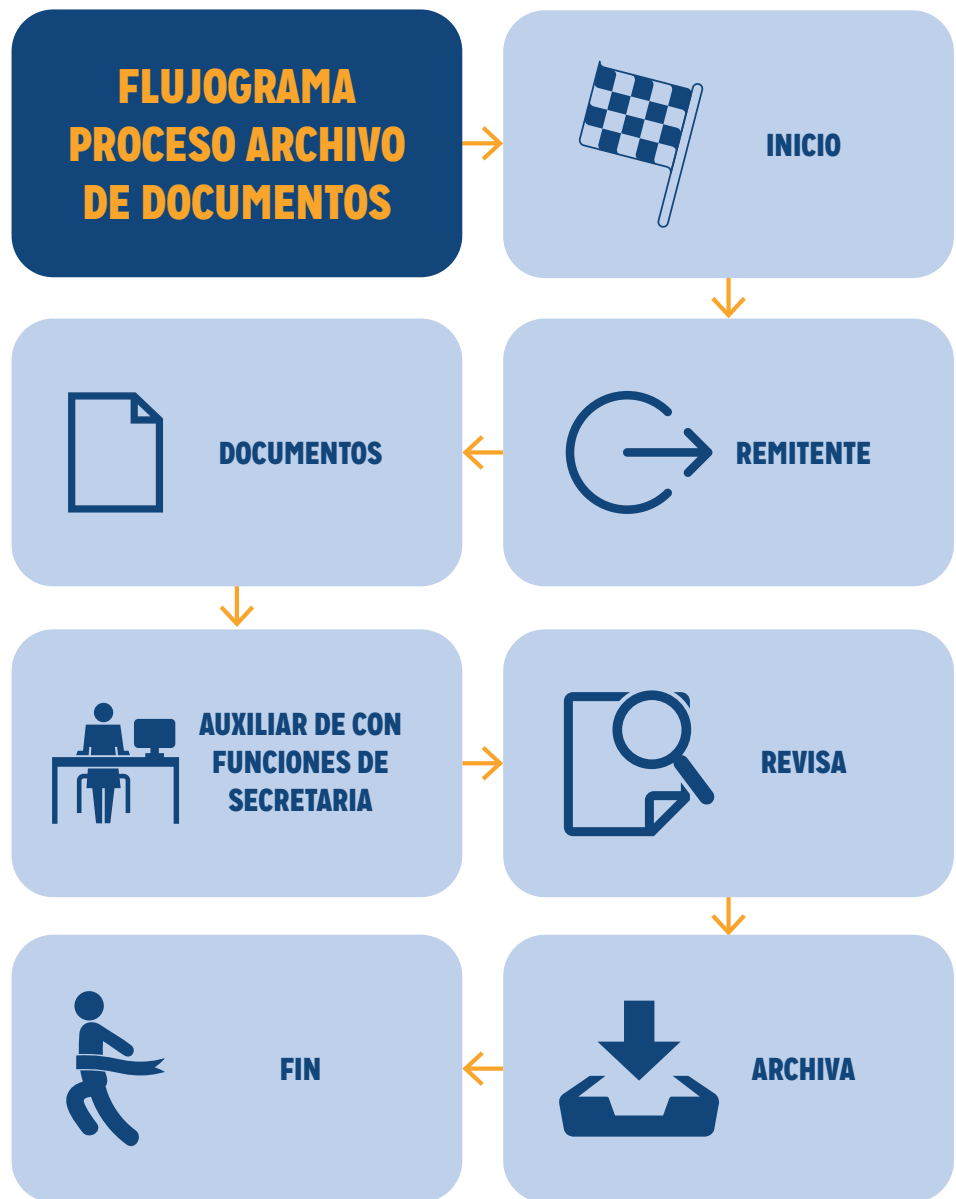 FLUJOGRAMA
PROCESO ARCHIVO
DE DOCUMENTOS
INICIO
REMITENTE
DOCUMENTOS
AUXILIAR DE CON
FUNCIONES DE
SECRETARIA
REVISA
ARCHIVA
FIN